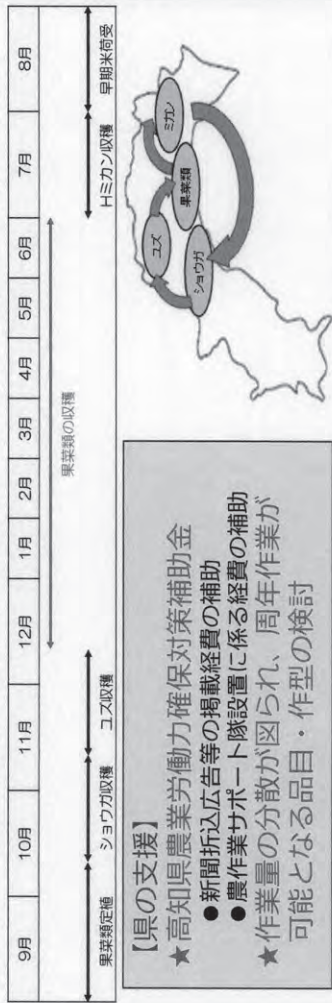 9月 10月 11月 12月 1月 2月 3月 4月 5月 6月 7月 8月
果菜類の収穫
果菜類定植 ショウガ収穫 ユズ収穫 Hミカン収穫 早期米荷受
【県の支援】
★高知県農業労働力確保対策補助金
●新聞折込広告等の掲載経費の補助
●農作業サポート隊設置に係る経費の補助
★作業量の分散が図られ、周年作業が
可能となる品目・作型の検討
ショウガ
ユズ
果菜類
ミカン